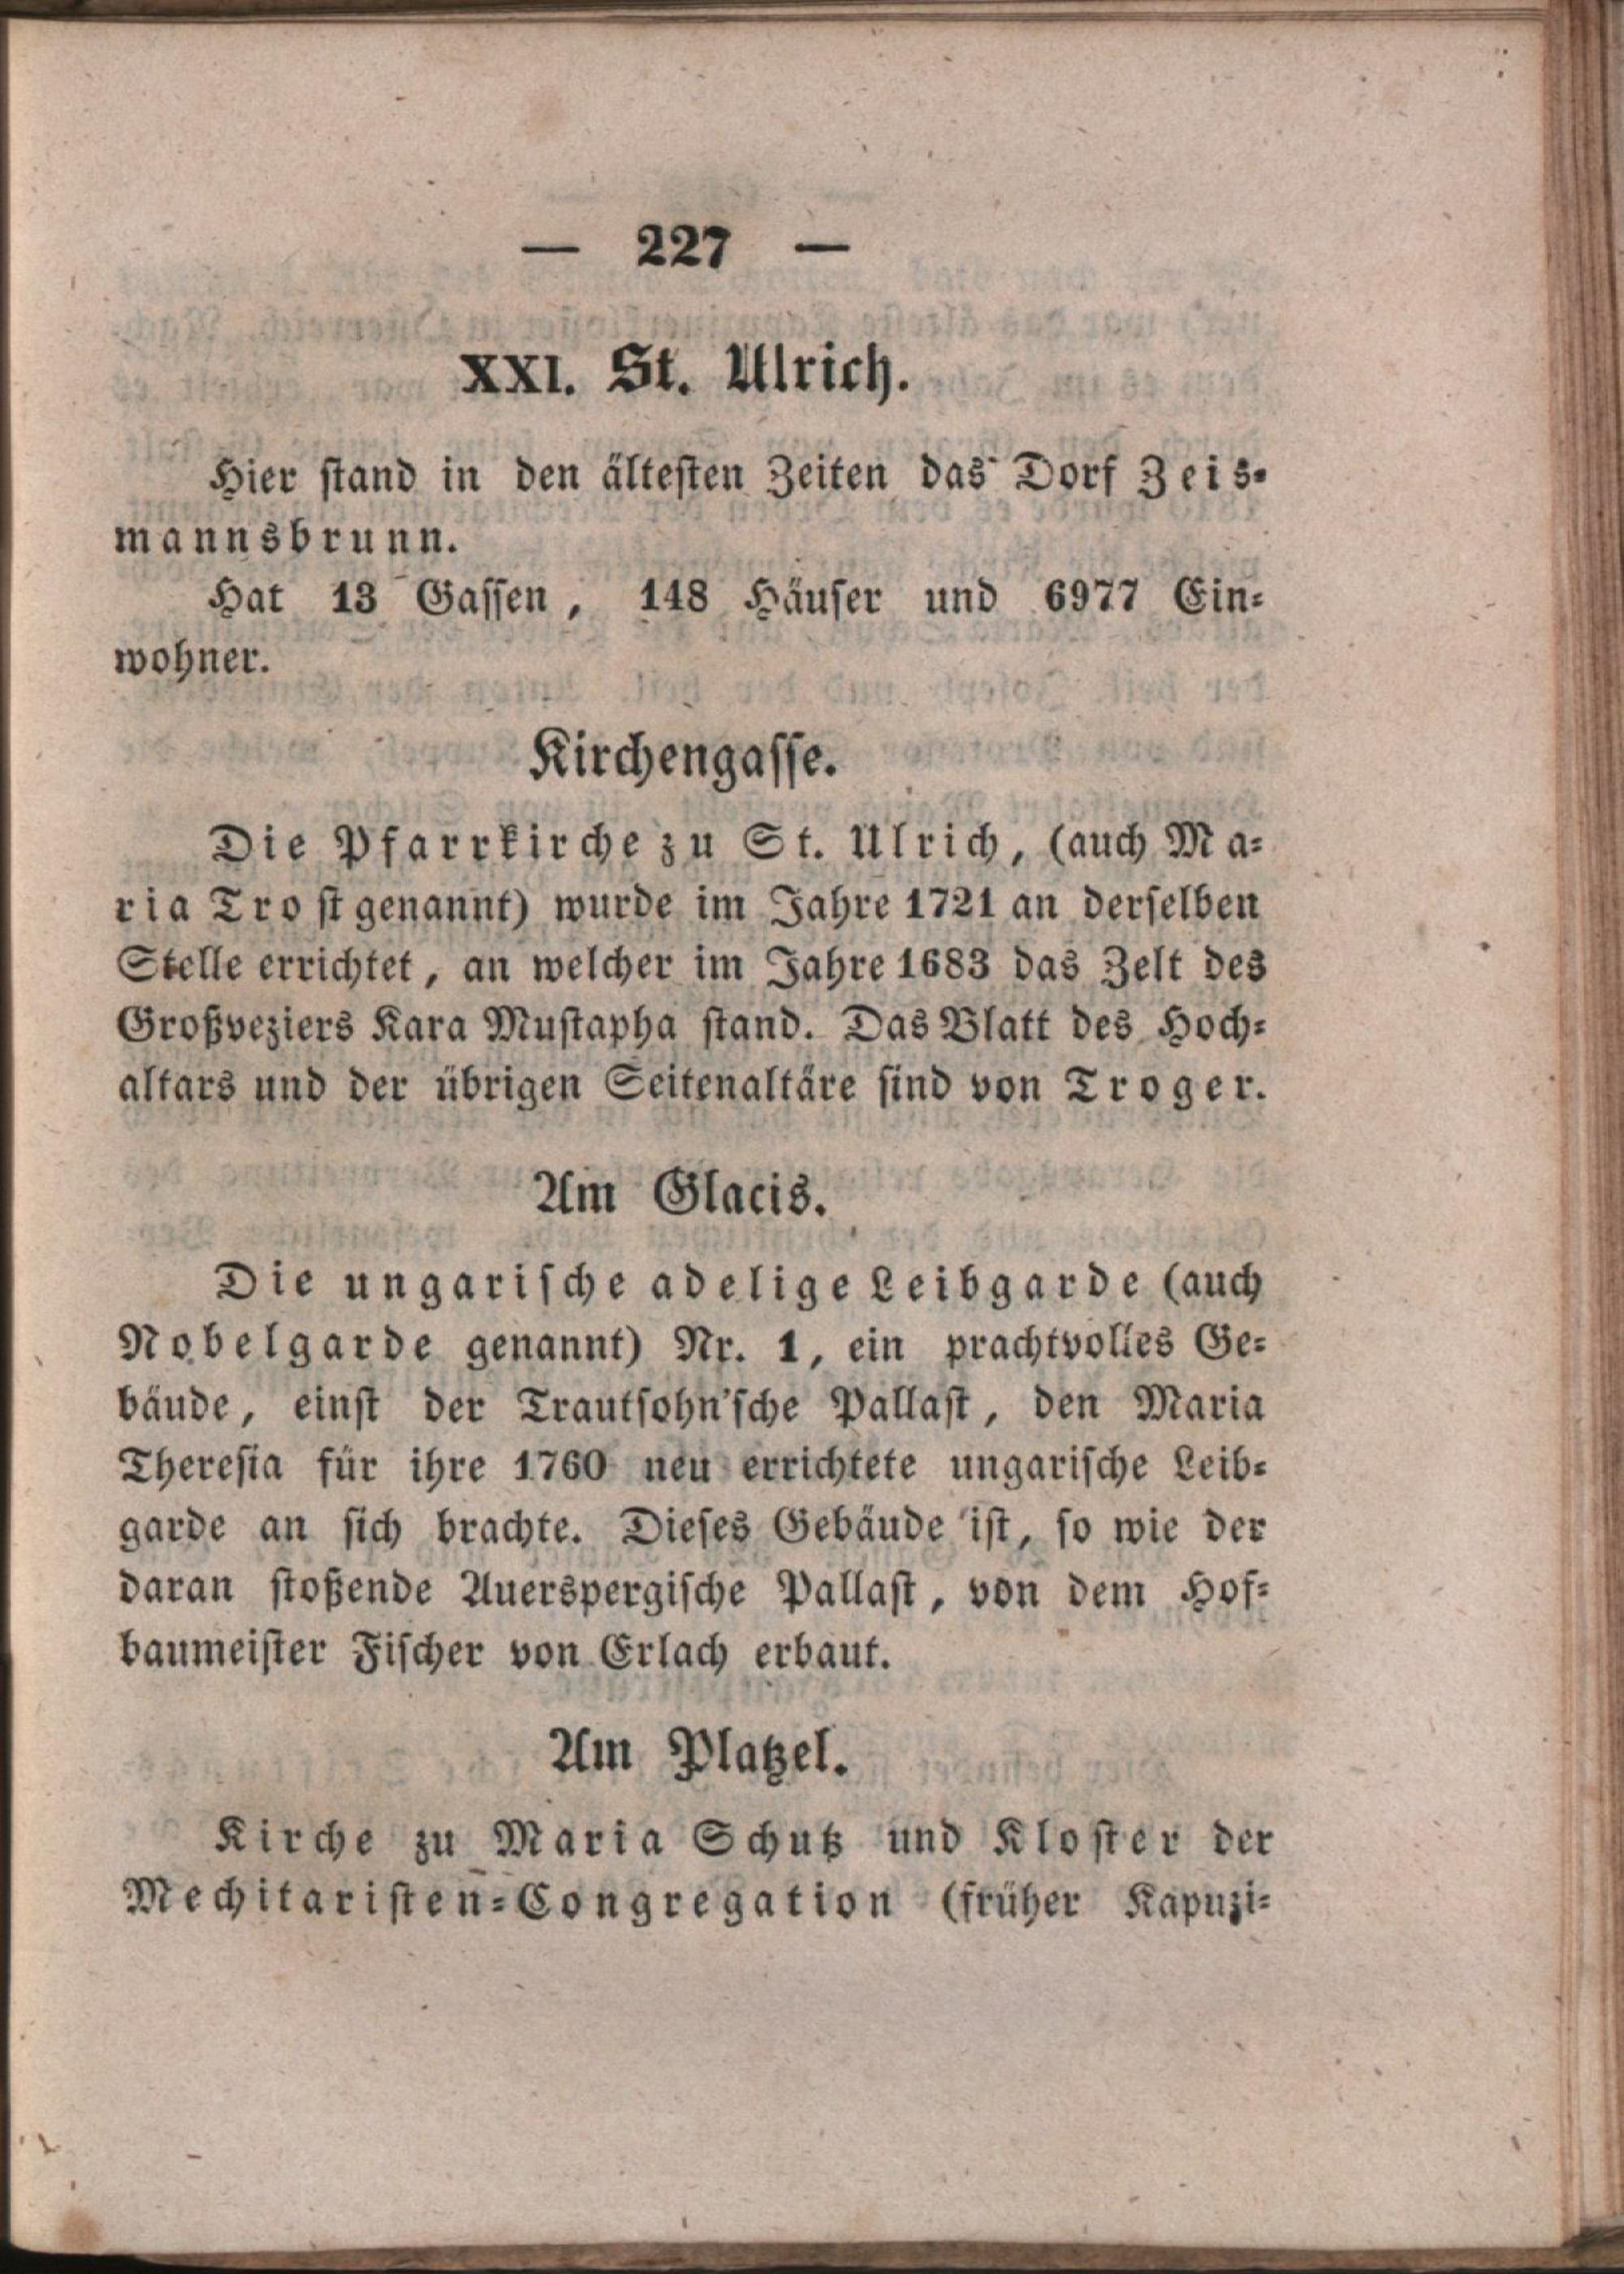 — 227 —
XXI. St. Ulrich.
Hier stand in den ältesten Zeiten das Dorf Zeis-
mannsbrunn.
Hat 13 Gassen, 148 Häuser und 6977 Ein-
wohner.
Kirchengasse.
Die Pfarrkirche zu St. Ulrich, (auch Ma-
ria Trost genannt) wurde im Jahre 1721 an derselben
Stelle errichtet, an welcher im Jahre 1683 das Zelt des
Großveziers Kara Mustapha stand. Das Blatt des Hoch-
altars und der übrigen Seitenaltäre sind von Troger.
Am Glacis.
Die ungarische adelige Leibgarde (auch
Nobelgarde genannt) Nr. 1, ein prachtvolles Ge-
bäude, einst der Trautsohn'sche Pallast, den Maria
Theresia für ihre 1760 neu errichtete ungarische Leib-
garde an sich brachte. Dieses Gebäude ist, so wie der
daran stoßende Auerspergische Pallast, von dem Hof-
baumeister Fischer von Erlach erbaut.
Am Platzel.
Kirche zu Maria Schutz und Kloster der
Mechitaristen-Congregation (früher Kapuzi-